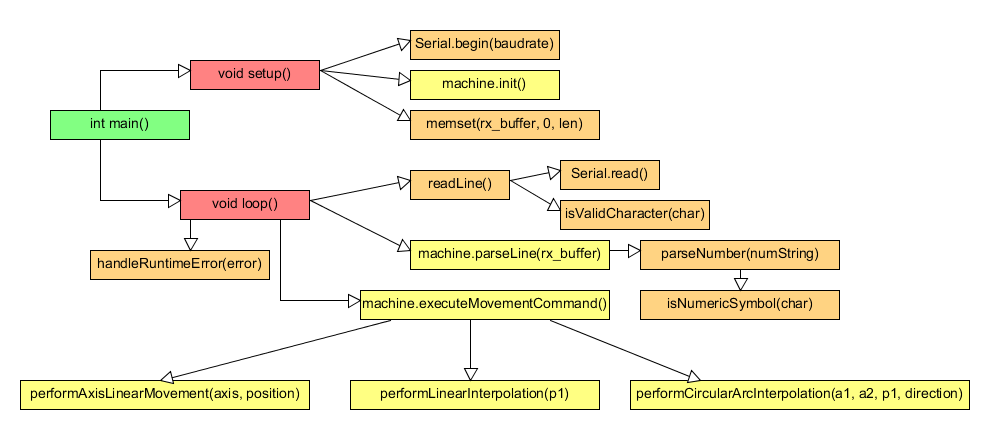 Serial.begin(baudrate)
void setup()
machine.init()
int main()
memset(rx_buffer, 0, len)
readLine()
Serial.read()
void loop()
isValidCharacter(char)
handleRuntimeError(error)
machine.parseLine(rx_buffer)
parseNumber(numString)
machine.executeMovementCommand()
isNumericSymbol(char)
performAxisLinearMovement(axis, position)
performLinearInterpolation(p1)
performCircularArcInterpolation(a1, a2, p1, direction)